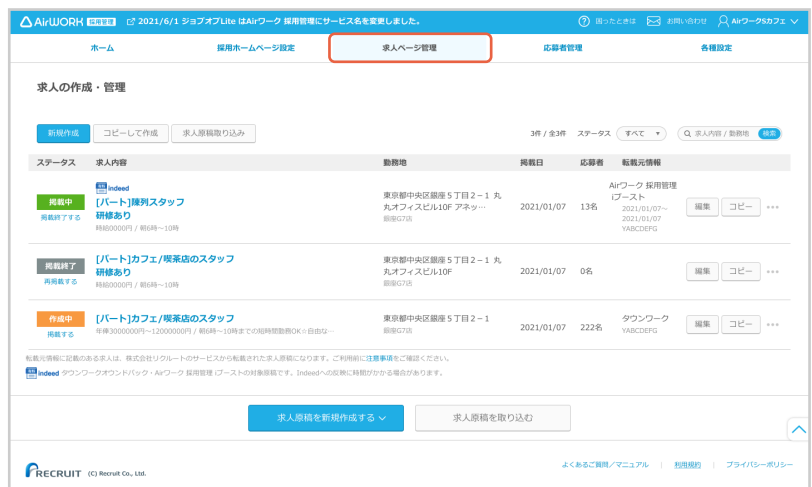 AirWORK 採用管理 2021/6/1 ジョブオプLite はAirワーク 採用管理にサービス名を変更しました。 困ったときは お問い合わせ AirワークSカフェ
ホーム 採用ホームページ設定 求人ページ管理 応募者管理 各種設定
求人の作成・管理
新規作成 コピーして作成 求人原稿取り込み 3件 / 全3件 ステータス すべて 求人内容 / 勤務地 検索
ステータス 求人内容 勤務地 掲載日 応募者 転載元情報
掲載中
掲載終了する
indeed
[パート]陳列スタッフ
研修あり
時給0000円 / 朝6時〜10時
東京都中央区銀座5丁目2−1 丸
丸オフィスビル10F アネッ…
銀座G7店
2021/01/07 13名
Airワーク 採用管理
iブースト
2021/01/07〜
2021/01/07
YABCDEFG
編集 コピー
掲載終了
再掲載する
[パート]カフェ/喫茶店のスタッフ
研修あり
時給0000円 / 朝6時〜10時
東京都中央区銀座5丁目2−1 丸
丸オフィスビル10F
銀座G7店
2021/01/07 0名
編集 コピー
作成中
掲載する
[パート]カフェ/喫茶店のスタッフ
年俸3000000円〜12000000円 / 朝6時〜10時までの短時間勤務OK☆自由な…
東京都中央区銀座5丁目2−1
銀座G7店
2021/01/07 222名
タウンワーク
YABCDEFG
編集 コピー
転載元情報に記載のある求人は、株式会社リクルートのサービスから転載された求人原稿になります。ご利用前に注意事項をご確認ください。
indeed タウンワークオウンドパック・Airワーク 採用管理 iブーストの対象原稿です。Indeedへの反映に時間がかかる場合があります。
求人原稿を新規作成する 求人原稿を取り込む
RECRUIT (C) Recruit Co., Ltd. よくあるご質問/マニュアル | 利用規約 | プライバシーポリシー